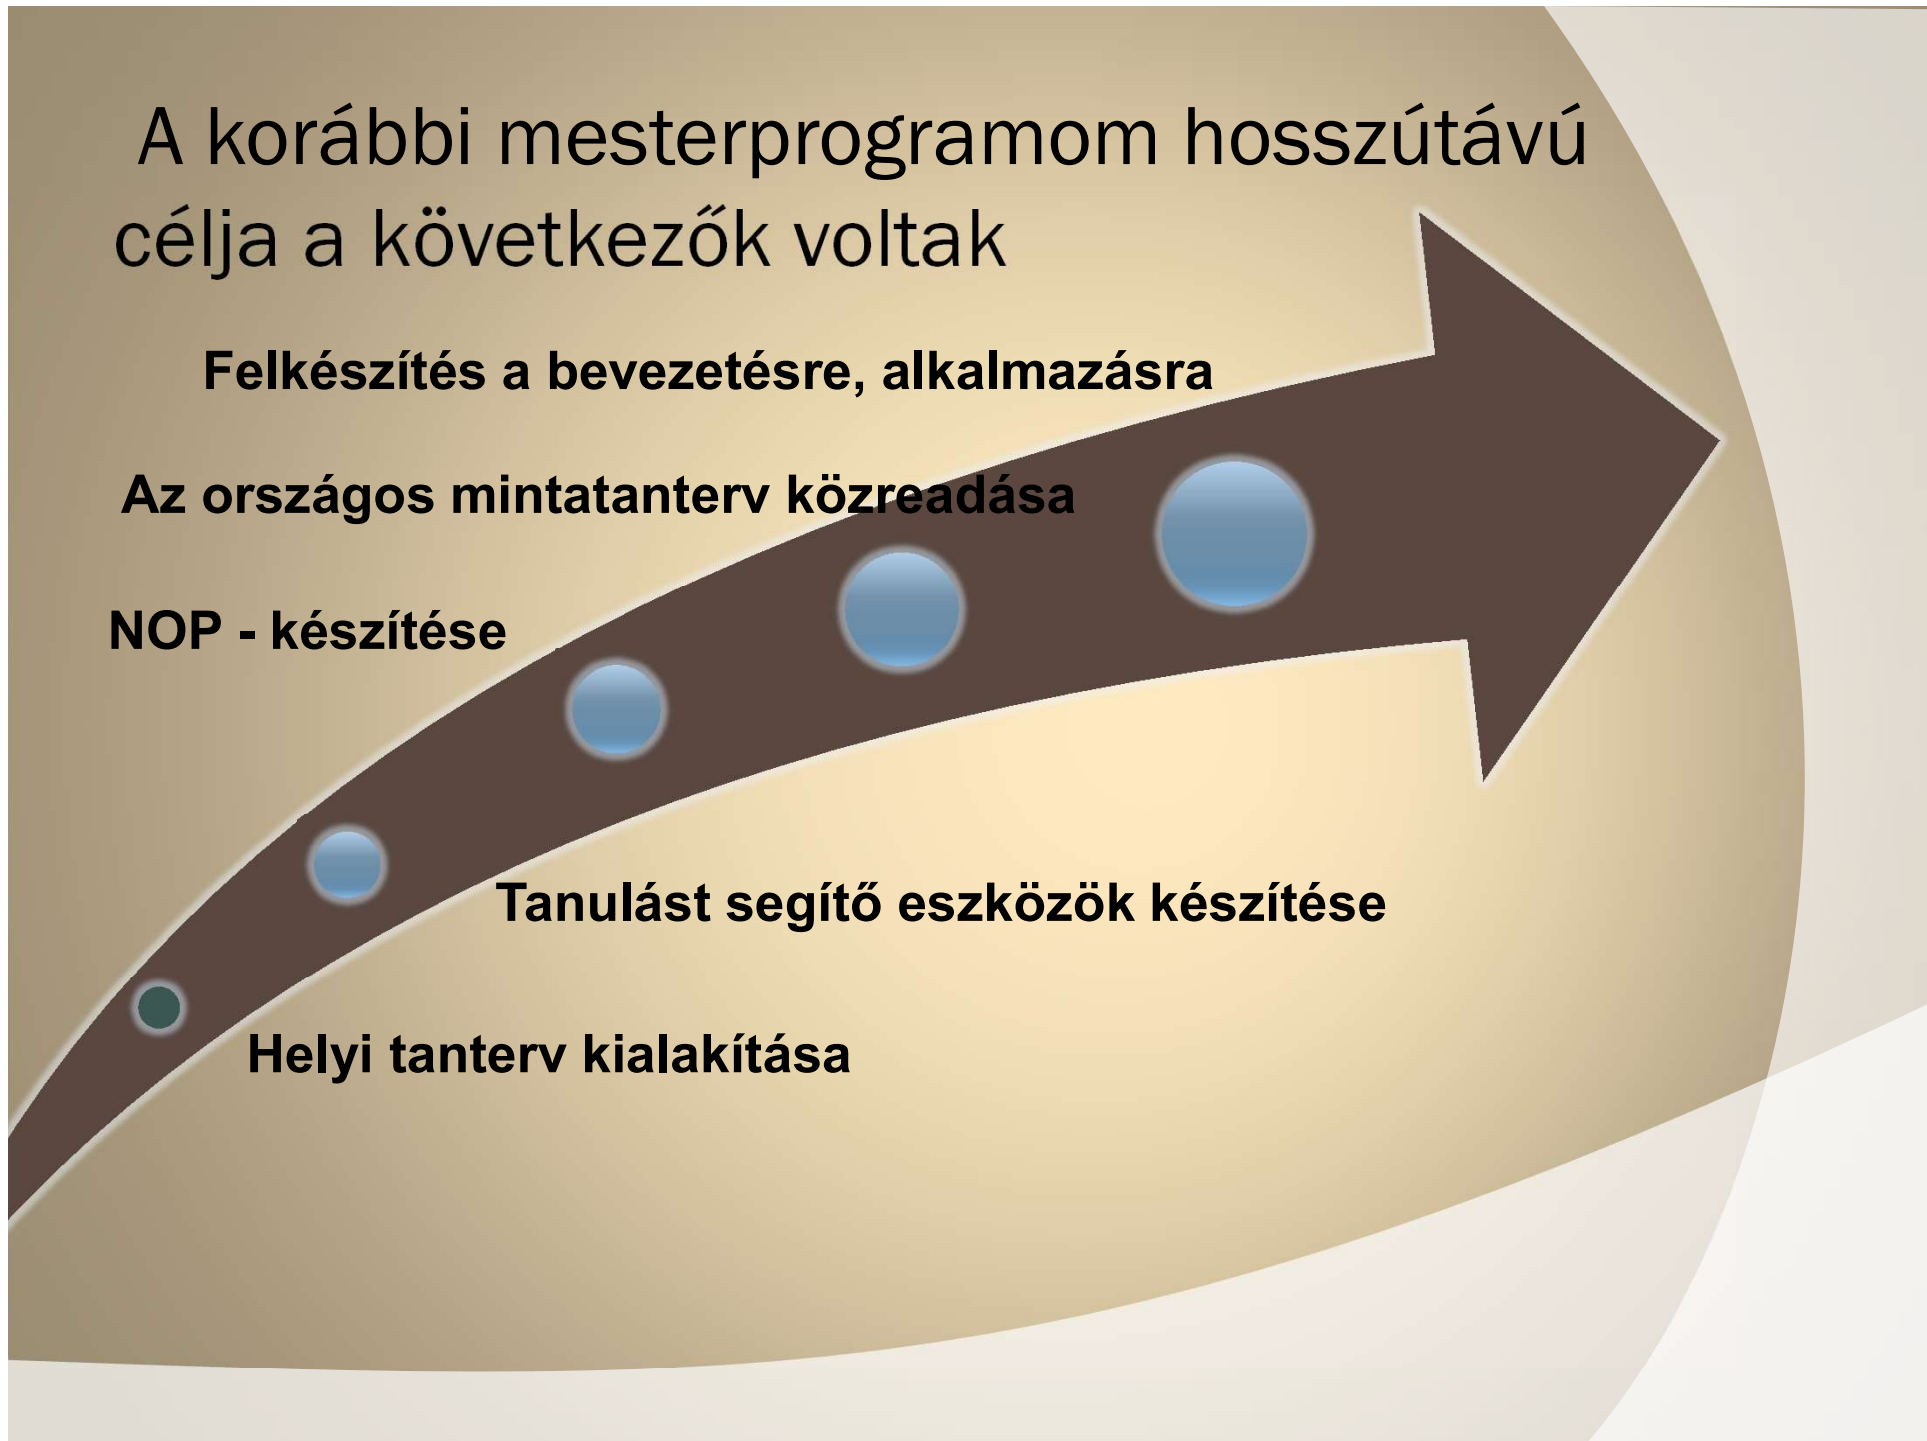 A korábbi mesterprogramom hosszútávú
célja a következők voltak
Felkészítés a bevezetésre, alkalmazásra
Az országos mintatanterv közreadása
NOP - készítése
Tanulást segítő eszközök készítése
Helyi tanterv kialakítása